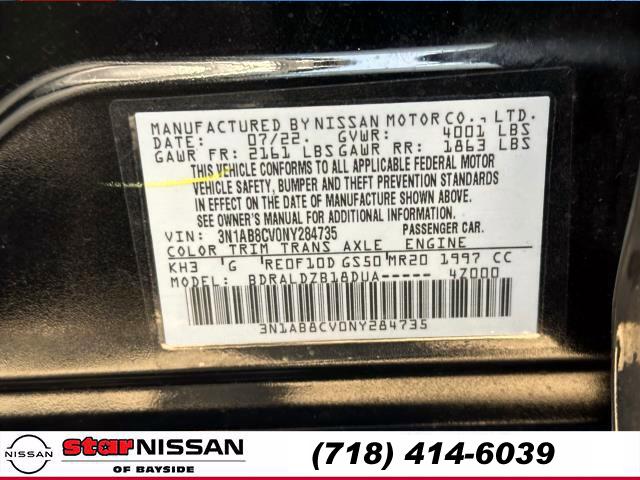 MANUFACTURED BY NISSAN MOTOR CO., LTD.
DATE: 07/22. GVWR: 4001 LBS
GAWR FR: 2161 LBS GAWR RR: 1863 LBS
THIS VEHICLE CONFORMS TO ALL APPLICABLE FEDERAL MOTOR
VEHICLE SAFETY, BUMPER AND THEFT PREVENTION STANDARDS
IN EFFECT ON THE DATE OF MANUFACTURE SHOWN ABOVE.
SEE OWNER'S MANUAL FOR ADDITIONAL INFORMATION.
VIN: 3N1AB8CV0NY284735 PASSENGER CAR.
COLOR TRIM TRANS AXLE ENGINE
KH3 G RE0F10D GS50 MR20 1997 CC
MODEL: BDRALDZB18DUA----- 47000
3N1AB8CV0NY284735
NISSAN star NISSAN
OF BAYSIDE
(718) 414-6039